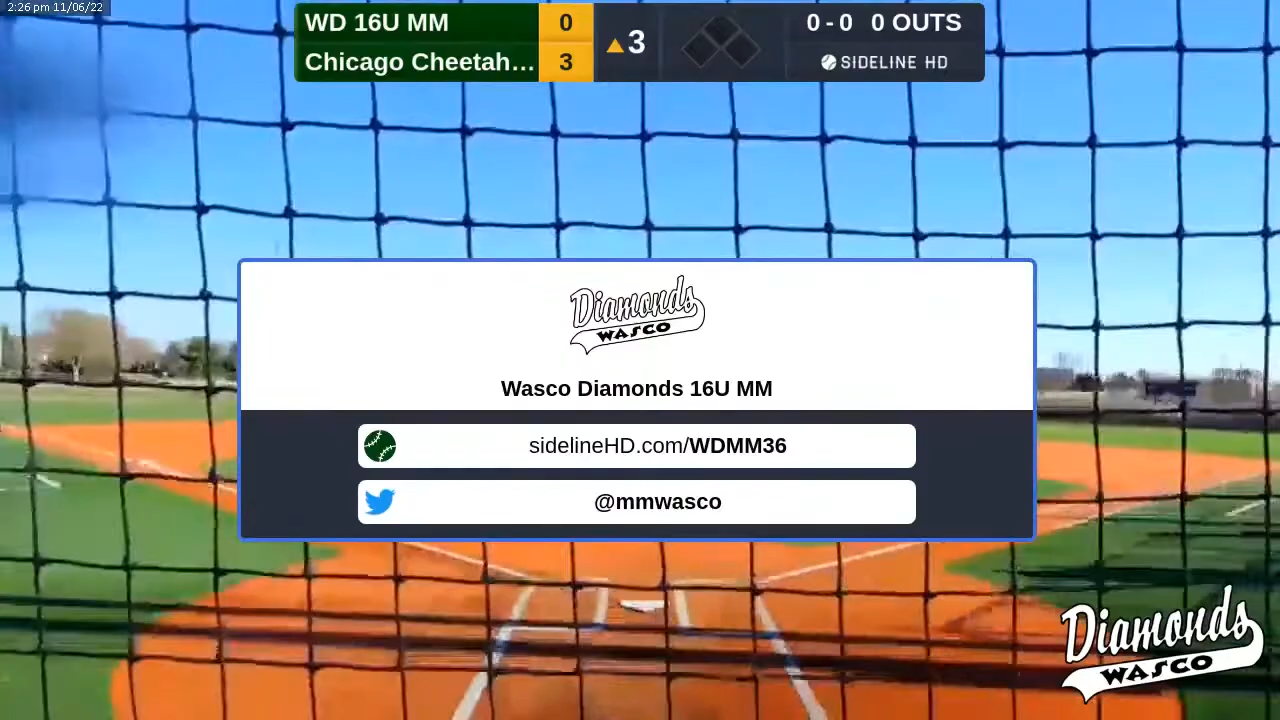 2:26 pm 11/06/22
WD 16U MM 0
Chicago Cheetah... 3
3
0 - 0 0 OUTS
SIDELINE HD
Diamonds
WASCO
Wasco Diamonds 16U MM
sidelineHD.com/WDMM36
@mmwasco
Diamonds
WASCO